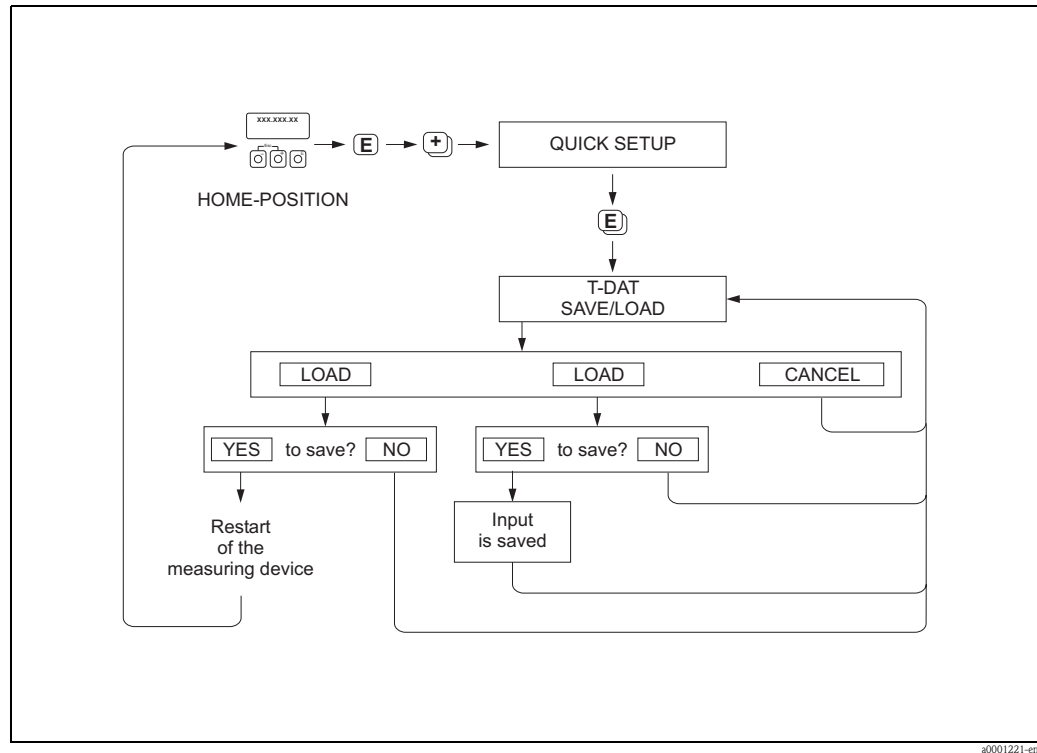 xxx.xxx.xx
E
+
QUICK SETUP
HOME-POSITION
E
T-DAT
SAVE/LOAD
LOAD
LOAD
CANCEL
YES to save? NO
YES to save? NO
Restart
of the
measuring device
Input
is saved
a0001221-en